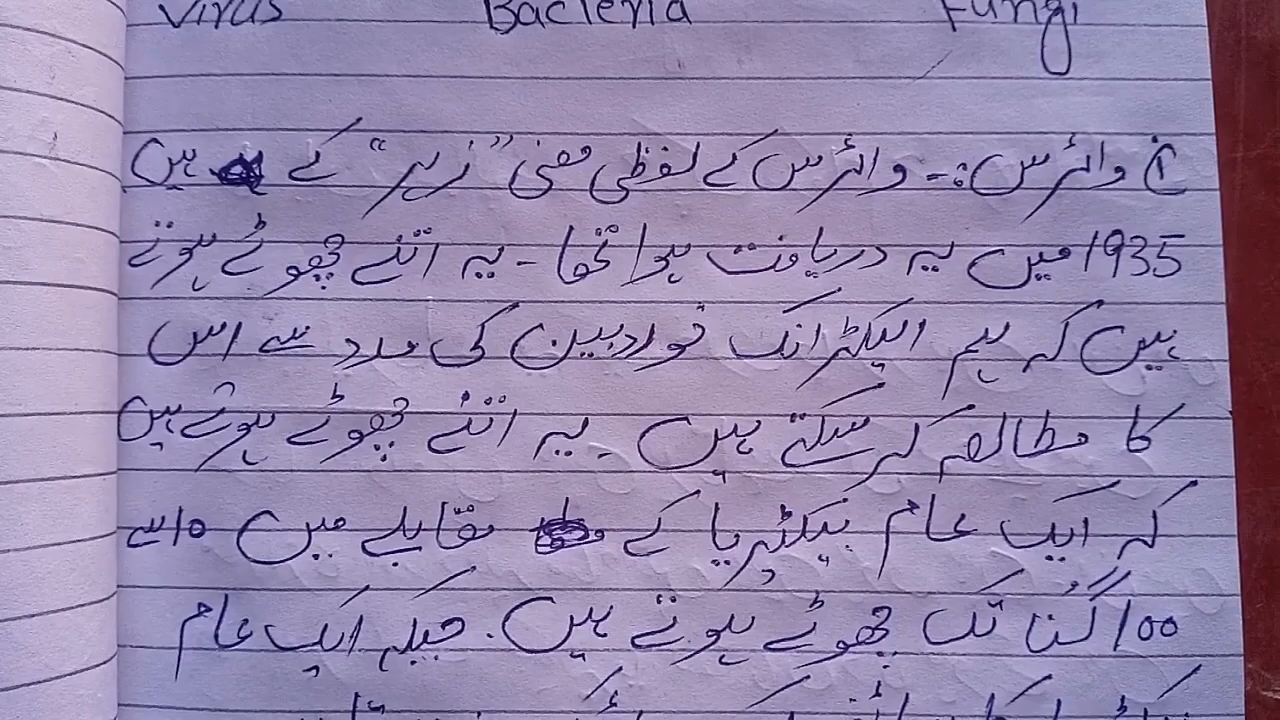 Virus Bacteria Fungi
① وائرس :- وائرس کے لفظی معنی "زہر" کے ہیں
1935 میں یہ دریافت ہوا تھا - یہ اتنے چھوٹے ہوتے
ہیں کہ ہم الیکٹرانک خوردبین کی مدد سے اس
کا مطالعہ کر سکتے ہیں - یہ اتنے چھوٹے ہوتے ہیں
کہ ایک عام بیکٹیریا کے مقابلے میں 10 سے
100 گنا تک چھوٹے ہوتے ہیں . جبکہ ایک عام